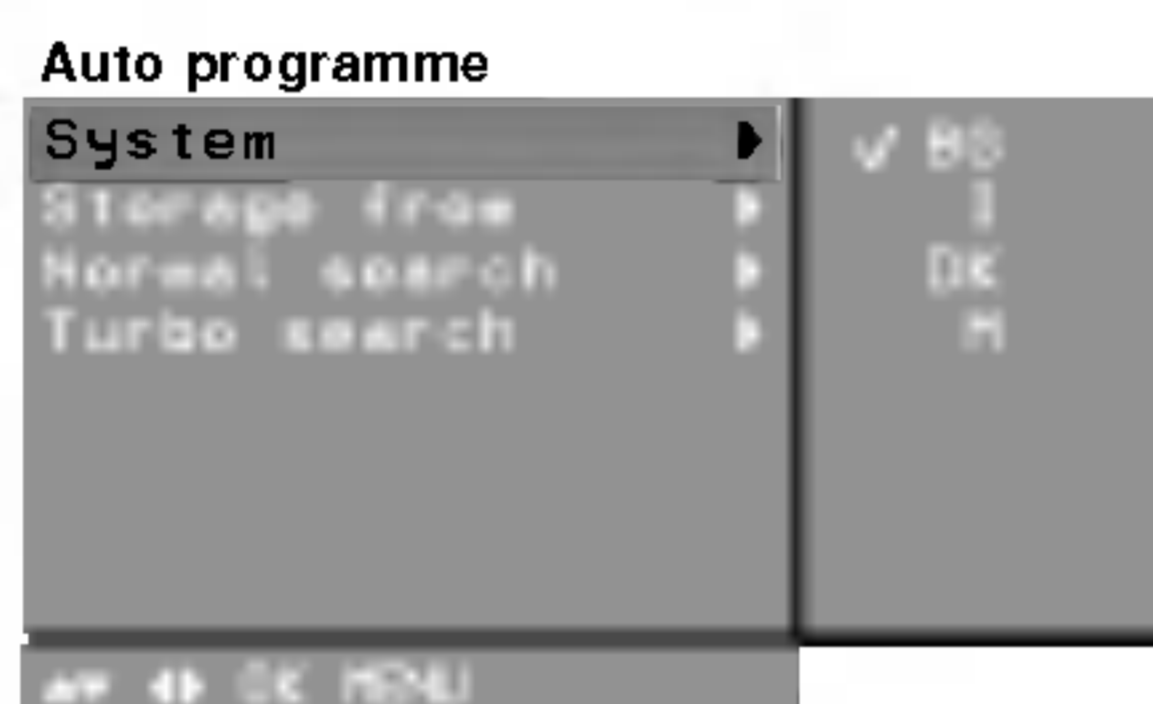 Auto programme
System
Storage from
Normal search
Turbo search
✓ BG
I
DK
M
▲▼ ◀▶ OK MENU